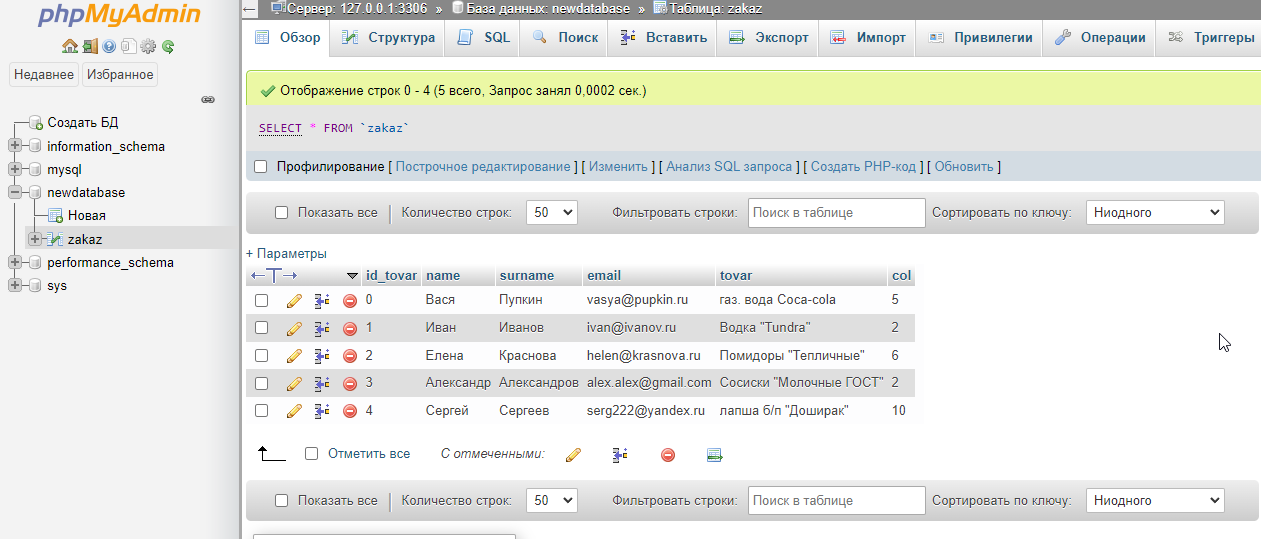 phpMyAdmin
Недавнее Избранное
Создать БД
information_schema
mysql
newdatabase
Новая
zakaz
performance_schema
sys
Сервер: 127.0.0.1:3306 » База данных: newdatabase » Таблица: zakaz
Обзор Структура SQL Поиск Вставить Экспорт Импорт Привилегии Операции Триггеры
Отображение строк 0 - 4 (5 всего, Запрос занял 0,0002 сек.)
SELECT * FROM `zakaz`
Профилирование [ Построчное редактирование ] [ Изменить ] [ Анализ SQL запроса ] [ Создать PHP-код ] [ Обновить ]
Показать все | Количество строк: 50 Фильтровать строки: Поиск в таблице Сортировать по ключу: Ниодного
+ Параметры
←T→ id_tovar name surname email tovar col
0 Вася Пупкин vasya@pupkin.ru газ. вода Coca-cola 5
1 Иван Иванов ivan@ivanov.ru Водка "Tundra" 2
2 Елена Краснова helen@krasnova.ru Помидоры "Тепличные" 6
3 Александр Александров alex.alex@gmail.com Сосиски "Молочные ГОСТ" 2
4 Сергей Сергеев serg222@yandex.ru лапша б/п "Доширак" 10
Отметить все С отмеченными:
Показать все | Количество строк: 50 Фильтровать строки: Поиск в таблице Сортировать по ключу: Ниодного